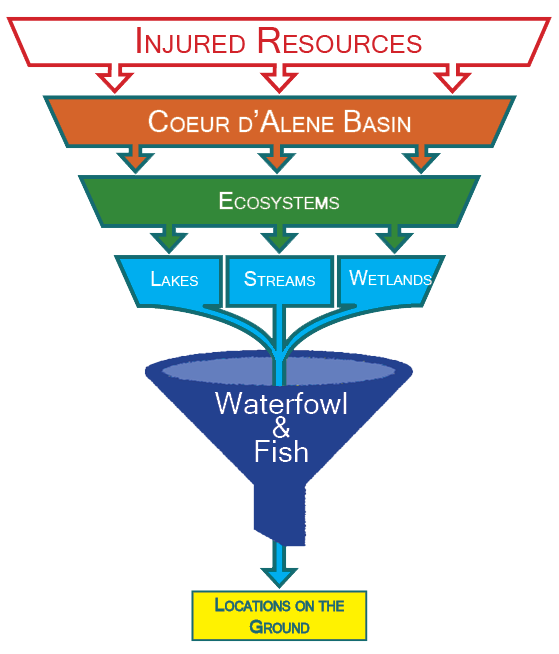 Injured Resources
Coeur d'Alene Basin
Ecosystems
Lakes
Streams
Wetlands
Waterfowl
&
Fish
Locations on the
Ground